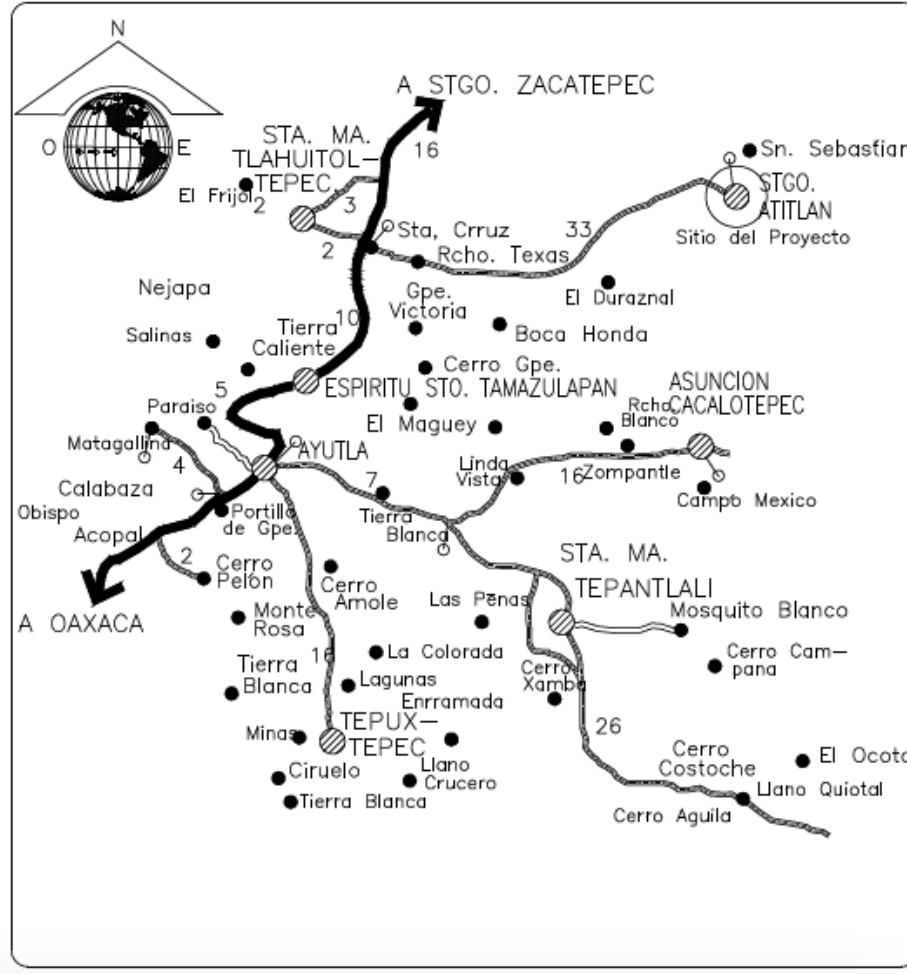 N
A STGO. ZACATEPEC
O
E
STA. MA.
TLAHUITOL-
TEPEC.
16
Sn. Sebastian
El Frijol
2
3
STGO.
ATITLAN
Sitio del Proyecto
33
2
Sta, Crruz
Rcho. Texas
Nejapa
El Duraznal
Gpe.
Victoria
10
Tierra
Caliente
Salinas
Boca Honda
Cerro Gpe.
5
ESPIRITU STO. TAMAZULAPAN
ASUNCION
CACALOTEPEC
Paraiso
Rcho.
Blanco
El Maguey
Matagallina
AYUTLA
4
7
Linda
Vista
16
Zompantle
Calabaza
Campo Mexico
Obispo
Portillo
de Gpe.
Tierra
Blanca
Acopal
2
Cerro
Pelon
STA. MA.
TEPANTLALI
Cerro
Amole
Las Penas
A OAXACA
Monte
Rosa
Mosquito Blanco
16
La Colorada
Cerro Cam-
pana
Tierra
Blanca
Lagunas
Cerro
Xamba
Enrramada
26
Minas
TEPUX-
TEPEC
Cerro
Costoche
El Ocota
Ciruelo
Llano
Crucero
Llano Quiotal
Tierra Blanca
Cerro Aguila